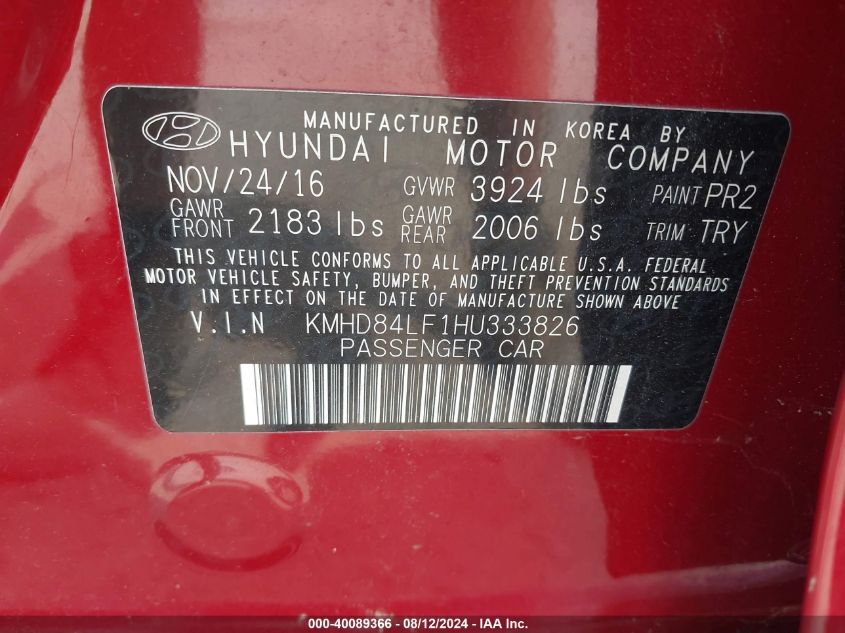 MANUFACTURED IN KOREA BY
HYUNDAI MOTOR COMPANY
NOV/24/16 GVWR 3924 lbs PAINT PR2
GAWR FRONT 2183 lbs GAWR REAR 2006 lbs TRIM TRY
THIS VEHICLE CONFORMS TO ALL APPLICABLE U.S.A. FEDERAL
MOTOR VEHICLE SAFETY, BUMPER, AND THEFT PREVENTION STANDARDS
IN EFFECT ON THE DATE OF MANUFACTURE SHOWN ABOVE
V.I.N KMHD84LF1HU333826
PASSENGER CAR
000-40089366 - 08/12/2024 - IAA Inc.